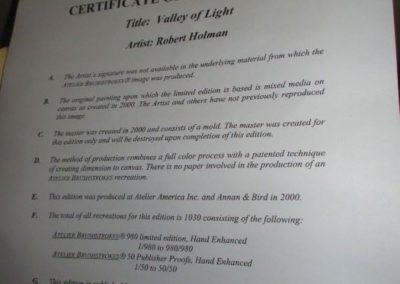 CERTIFICATE O
Title: Valley of Light
Artist: Robert Holman
A. The Artist's signature was not available in the underlying material from which the
ATELIER BRUSHSTROKES® image was produced.
B. The original painting upon which the limited edition is based is mixed media on
canvas as created in 2000. The Artist and others have not previously reproduced
this image.
C. The master was created in 2000 and consists of a mold. The master was created for
this edition only and will be destroyed upon completion of this edition.
D. The method of production combines a full color process with a patented technique
of creating dimension to canvas. There is no paper involved in the production of an
ATELIER BRUSHSTROKES recreation.
E. This edition was produced at Atelier America Inc. and Annan & Bird in 2000.
F. The total of all recreations for this edition is 1030 consisting of the following:
ATELIER BRUSHSTROKES® 980 limited edition, Hand Enhanced
1/980 to 980/980
ATELIER BRUSHSTROKES® 50 Publisher Proofs, Hand Enhanced
1/50 to 50/50
G. This edition is